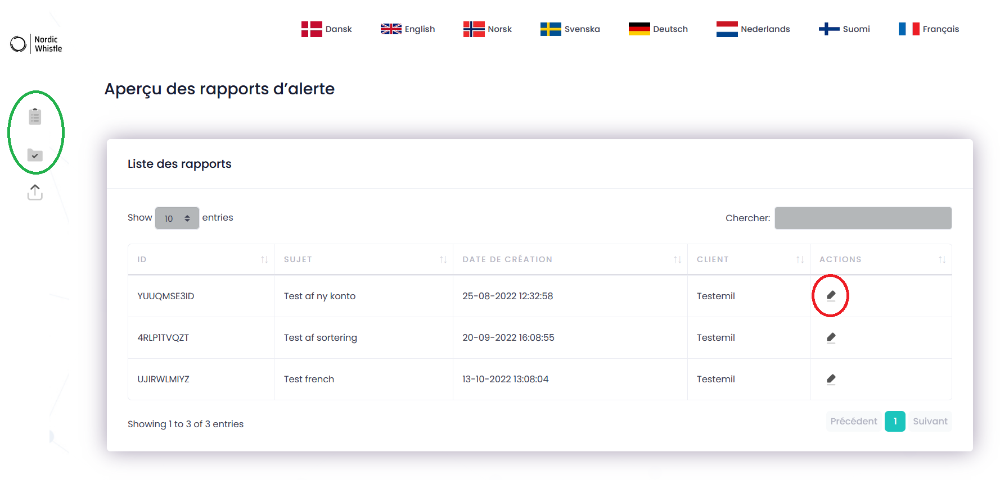 Dansk English Norsk Svenska Deutsch Nederlands Suomi Français
Nordic
Whistle
Aperçu des rapports d’alerte
Liste des rapports
Show 10 entries Chercher:
ID SUJET DATE DE CRÉATION CLIENT ACTIONS
YUUQMSE3ID Test af ny konto 25-08-2022 12:32:58 Testemil
4RLP1TVQZT Test af sortering 20-09-2022 16:08:55 Testemil
UJIRWLMIYZ Test french 13-10-2022 13:08:04 Testemil
Showing 1 to 3 of 3 entries Précédent 1 Suivant